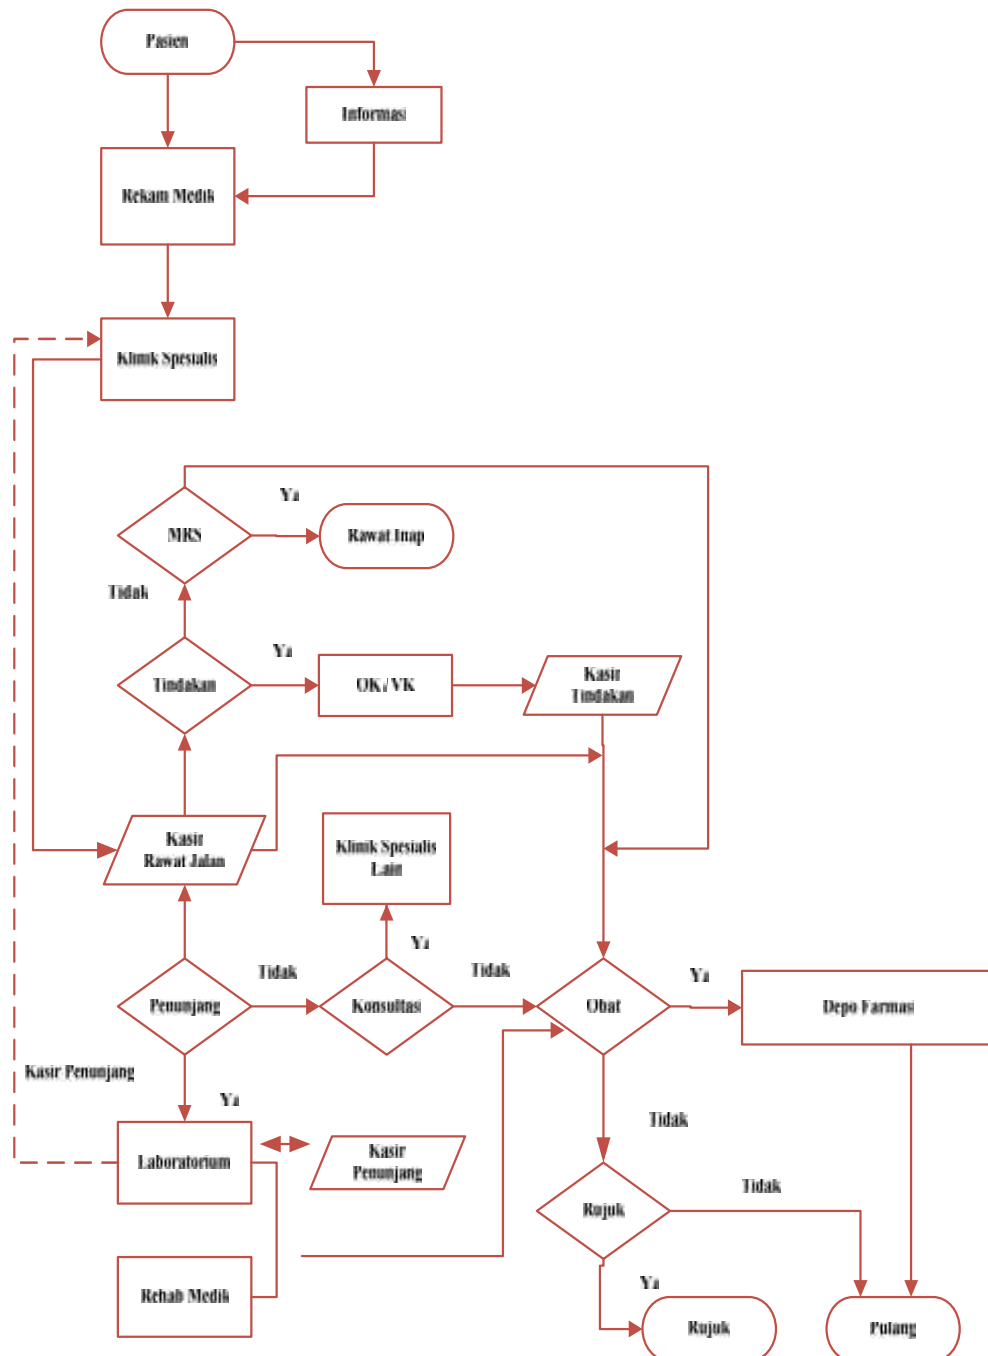 Pasien
Informasi
Rekam Medik
Klinik Spesialis
Ya
MRS
Rawat Inap
Tidak
Ya
Tindakan
OK / VK
Kasir
Tindakan
Kasir
Rawat Jalan
Klinik Spesialis
Lain
Ya
Tidak
Tidak
Ya
Penunjang
Konsultasi
Obat
Depo Farmasi
Kasir Penunjang
Ya
Tidak
Laboratorium
Kasir
Penunjang
Tidak
Rujuk
Ya
Rehab Medik
Rujuk
Pulang